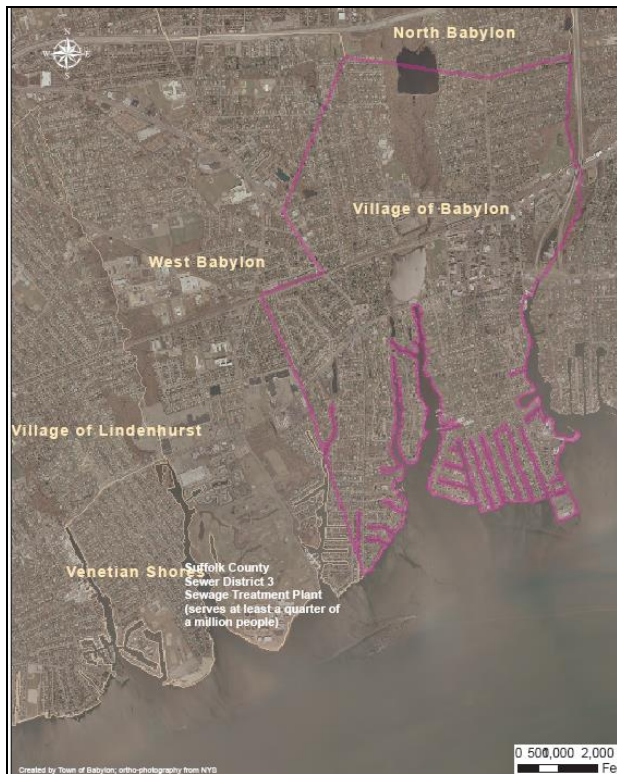 North Babylon
N
W E
S
Village of Babylon
West Babylon
Village of Lindenhurst
Venetian Shores
Suffolk County
Sewer District 3
Sewage Treatment Plant
(serves at least a quarter of
a million people)
0 500 1,000 2,000
Fe
Created by Town of Babylon; ortho-photography from NYS